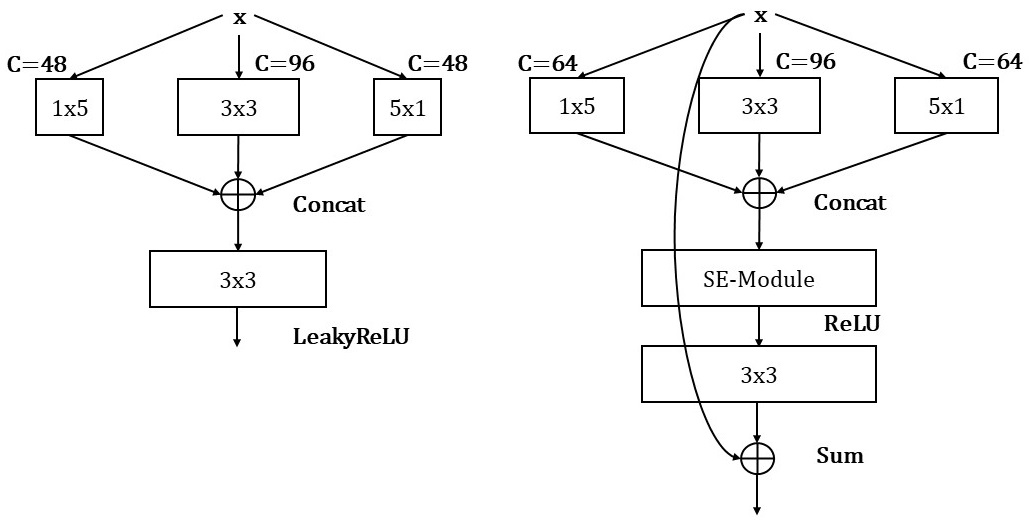 x
C=48
C=96
C=48
1x5
3x3
5x1
Concat
3x3
LeakyReLU
x
C=64
C=96
C=64
1x5
3x3
5x1
Concat
SE-Module
ReLU
3x3
Sum